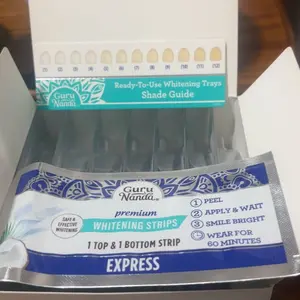 Guru
Nanda
Ready-To-Use Whitening Trays
Shade Guide
Guru
Nanda
premium
WHITENING STRIPS
1 TOP & 1 BOTTOM STRIP
EXPRESS
SAFE &
EFFECTIVE
WHITENING
1 PEEL
2 APPLY & WAIT
3 SMILE BRIGHT
WEAR FOR
60 MINUTES